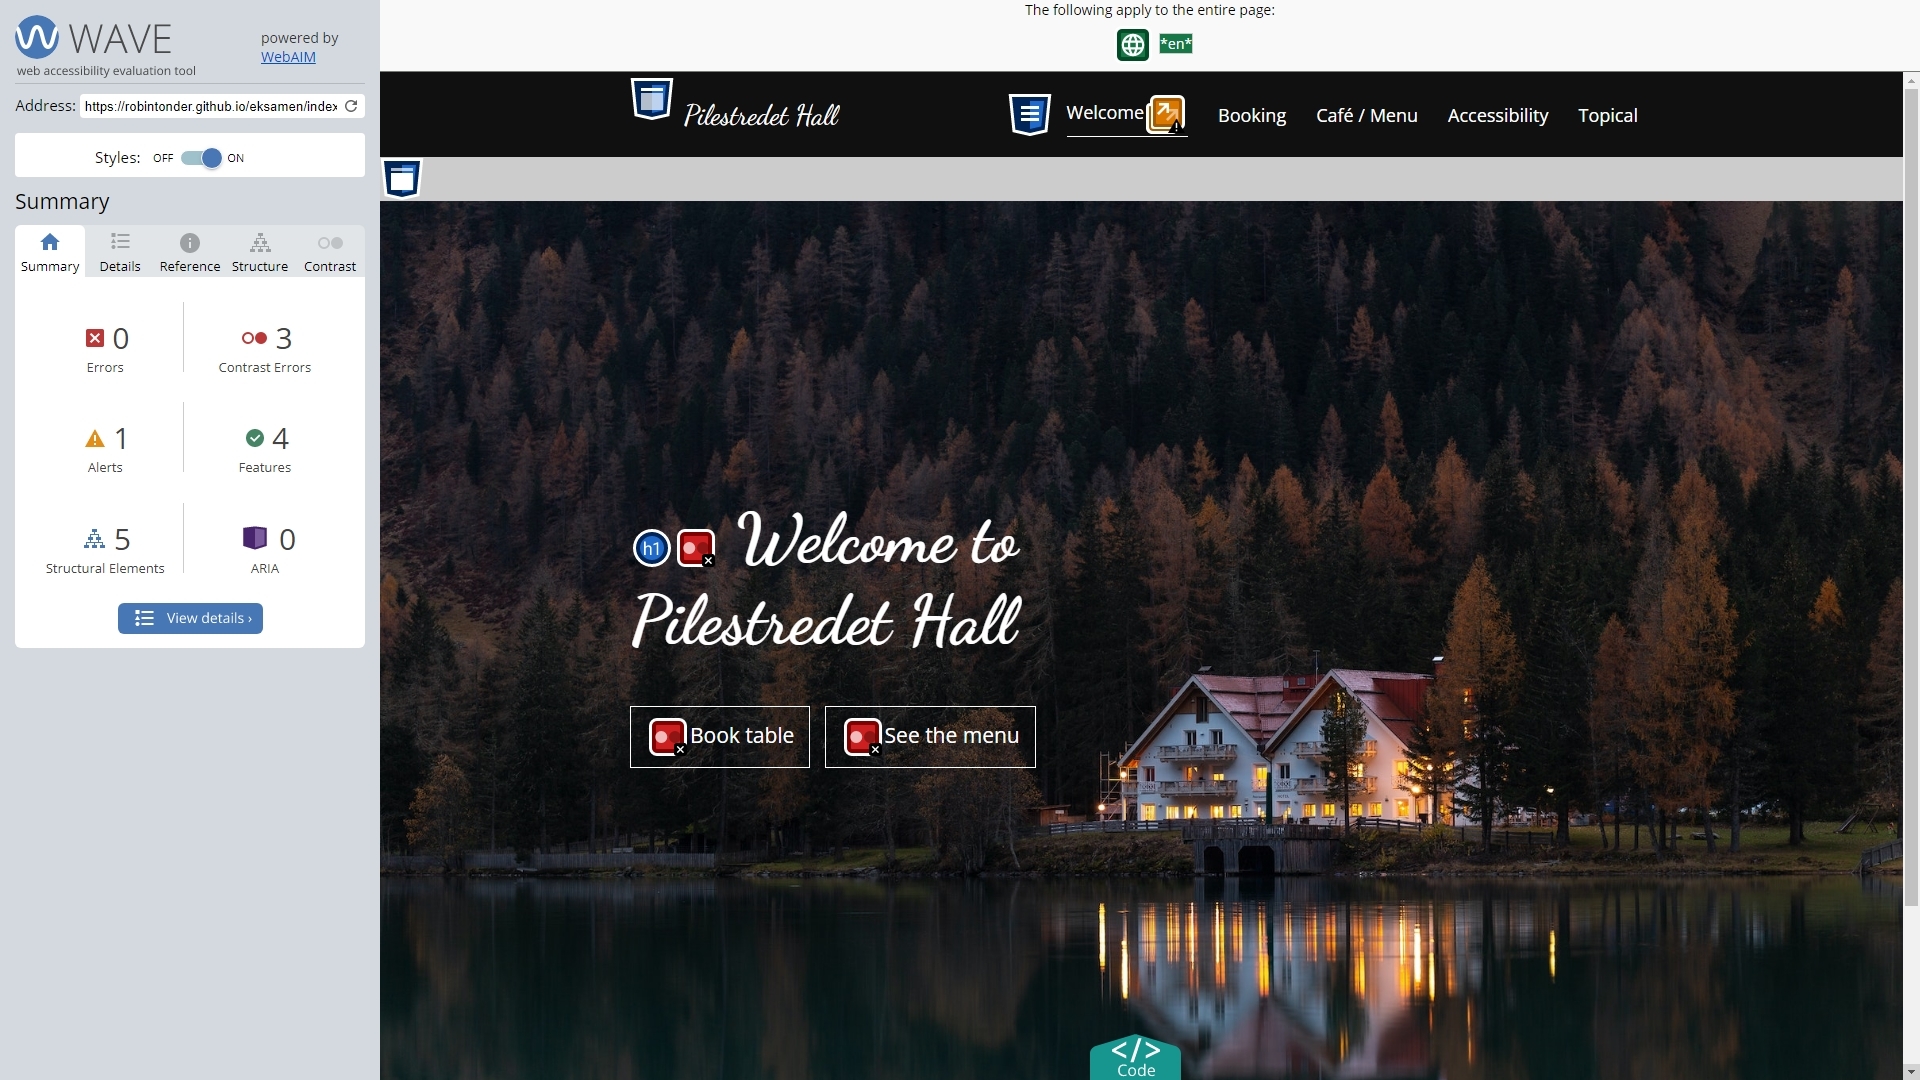 WAVE
web accessibility evaluation tool
powered by
WebAIM
Address: https://robintonder.github.io/eksamen/index
Styles: OFF ON
Summary
Summary Details Reference Structure Contrast
0 3
Errors Contrast Errors
1 4
Alerts Features
5 0
Structural Elements ARIA
View details ›
The following apply to the entire page:
*en*
Pilestredet Hall
Welcome Booking Café / Menu Accessibility Topical
h1 Welcome to
Pilestredet Hall
Book table See the menu
</>
Code